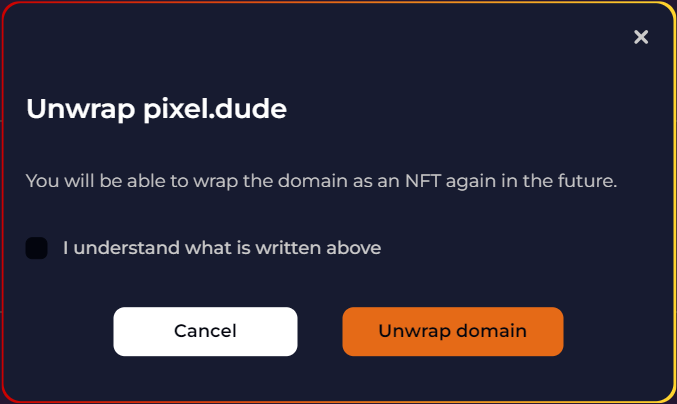 Unwrap pixel.dude
You will be able to wrap the domain as an NFT again in the future.
I understand what is written above
Cancel
Unwrap domain